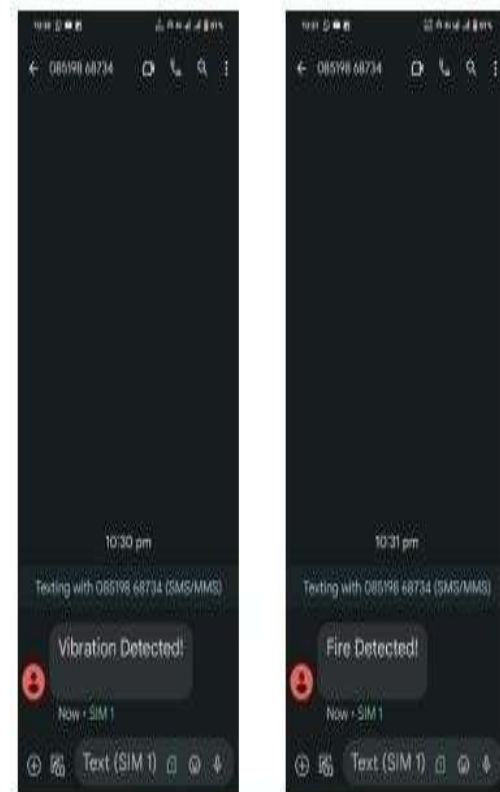 085198 68734
10:30 pm
Texting with 085198 68734 (SMS/MMS)
Vibration Detected!
Now • SIM 1
Text (SIM 1)
085198 68734
10:31 pm
Texting with 085198 68734 (SMS/MMS)
Fire Detected!
Now • SIM 1
Text (SIM 1)